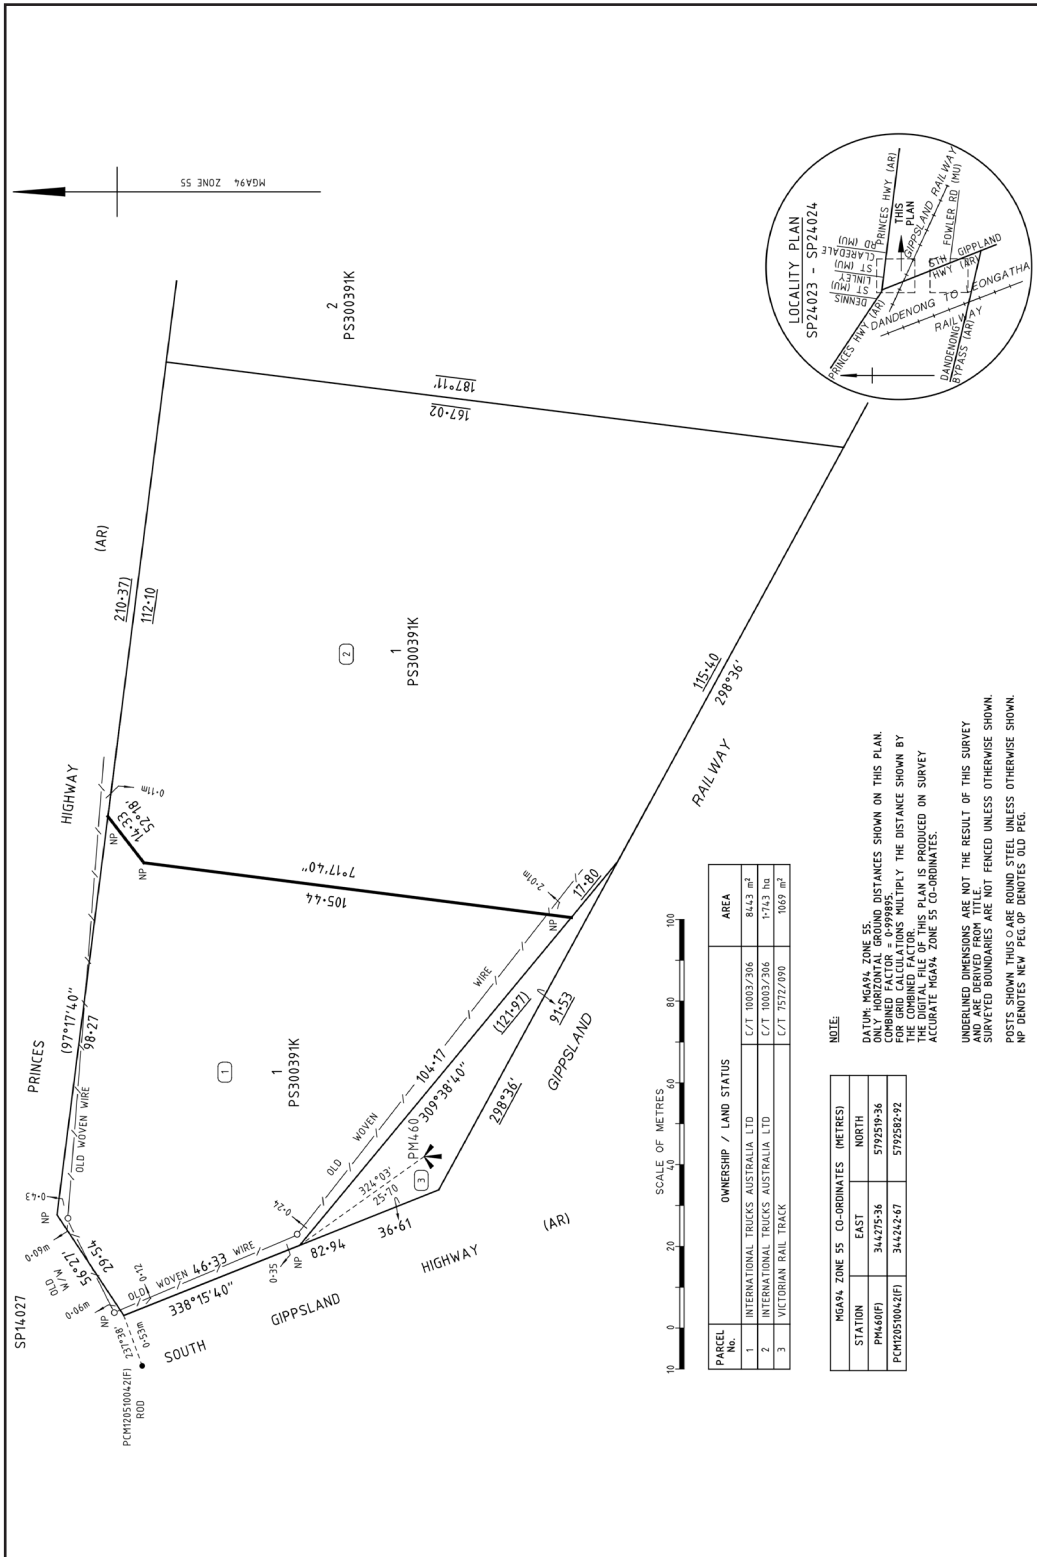 MGA94 ZONE 55
SP14027
PRINCES
HIGHWAY
(AR)
(97°17'40")
98·27
210·37)
112·10
OLD WOVEN WIRE
0·43
NP
0·09m
OLD
W/W
56°27'
29·54
0·06m
NP
0·12
237°38'
0·53m
PCM120510042(F)
ROD
OLD WOVEN 46·33 WIRE
338°15'40"
0·35
NP
0·24
82·94
36·61
SOUTH
GIPPSLAND
HIGHWAY
(AR)
1
1
PS300391K
OLD WOVEN WIRE
104·17
309°38'40"
(121·97)
PM460
324°03'
25·70
3
298°36'
91·53
GIPPSLAND
RAILWAY
NP
14·33
52°18'
0·11m
NP
7°17'40"
105·44
NP
2·01m
17·80
2
1
PS300391K
2
PS300391K
187°11'
167·02
115·40
298°36'
LOCALITY PLAN
SP24023 - SP24024
PRINCES HWY (AR)
DENNIS
ST (MU)
LINLEY
ST (MU)
CLAREDALE
RD (MU)
PRINCES HWY (AR)
THIS
PLAN
GIPPSLAND RAILWAY
FOWLER RD (MU)
STH GIPPLAND
HWY (AR)
DANDENONG TO LEONGATHA
RAILWAY
DANDENONG
BYPASS (AR)
SCALE OF METRES
10 0 20 40 60 80 100
PARCEL No. OWNERSHIP / LAND STATUS AREA
1 INTERNATIONAL TRUCKS AUSTRALIA LTD C/T 10003/306 8443 m²
2 INTERNATIONAL TRUCKS AUSTRALIA LTD C/T 10003/306 1·743 ha
3 VICTORIAN RAIL TRACK C/T 7572/090 1069 m²
MGA94 ZONE 55 CO-ORDINATES (METRES)
STATION EAST NORTH
PM460(F) 344275·36 5792519·36
PCM120510042(F) 344242·67 5792582·92
NOTE:
DATUM: MGA94 ZONE 55.
ONLY HORIZONTAL GROUND DISTANCES SHOWN ON THIS PLAN.
COMBINED FACTOR = 0·999895.
FOR GRID CALCULATIONS MULTIPLY THE DISTANCE SHOWN BY
THE COMBINED FACTOR.
THE DIGITAL FILE OF THIS PLAN IS PRODUCED ON SURVEY
ACCURATE MGA94 ZONE 55 CO-ORDINATES.
UNDERLINED DIMENSIONS ARE NOT THE RESULT OF THIS SURVEY
AND ARE DERIVED FROM TITLE.
SURVEYED BOUNDARIES ARE NOT FENCED UNLESS OTHERWISE SHOWN.
POSTS SHOWN THUS ○ ARE ROUND STEEL UNLESS OTHERWISE SHOWN.
NP DENOTES NEW PEG.OP DENOTES OLD PEG.